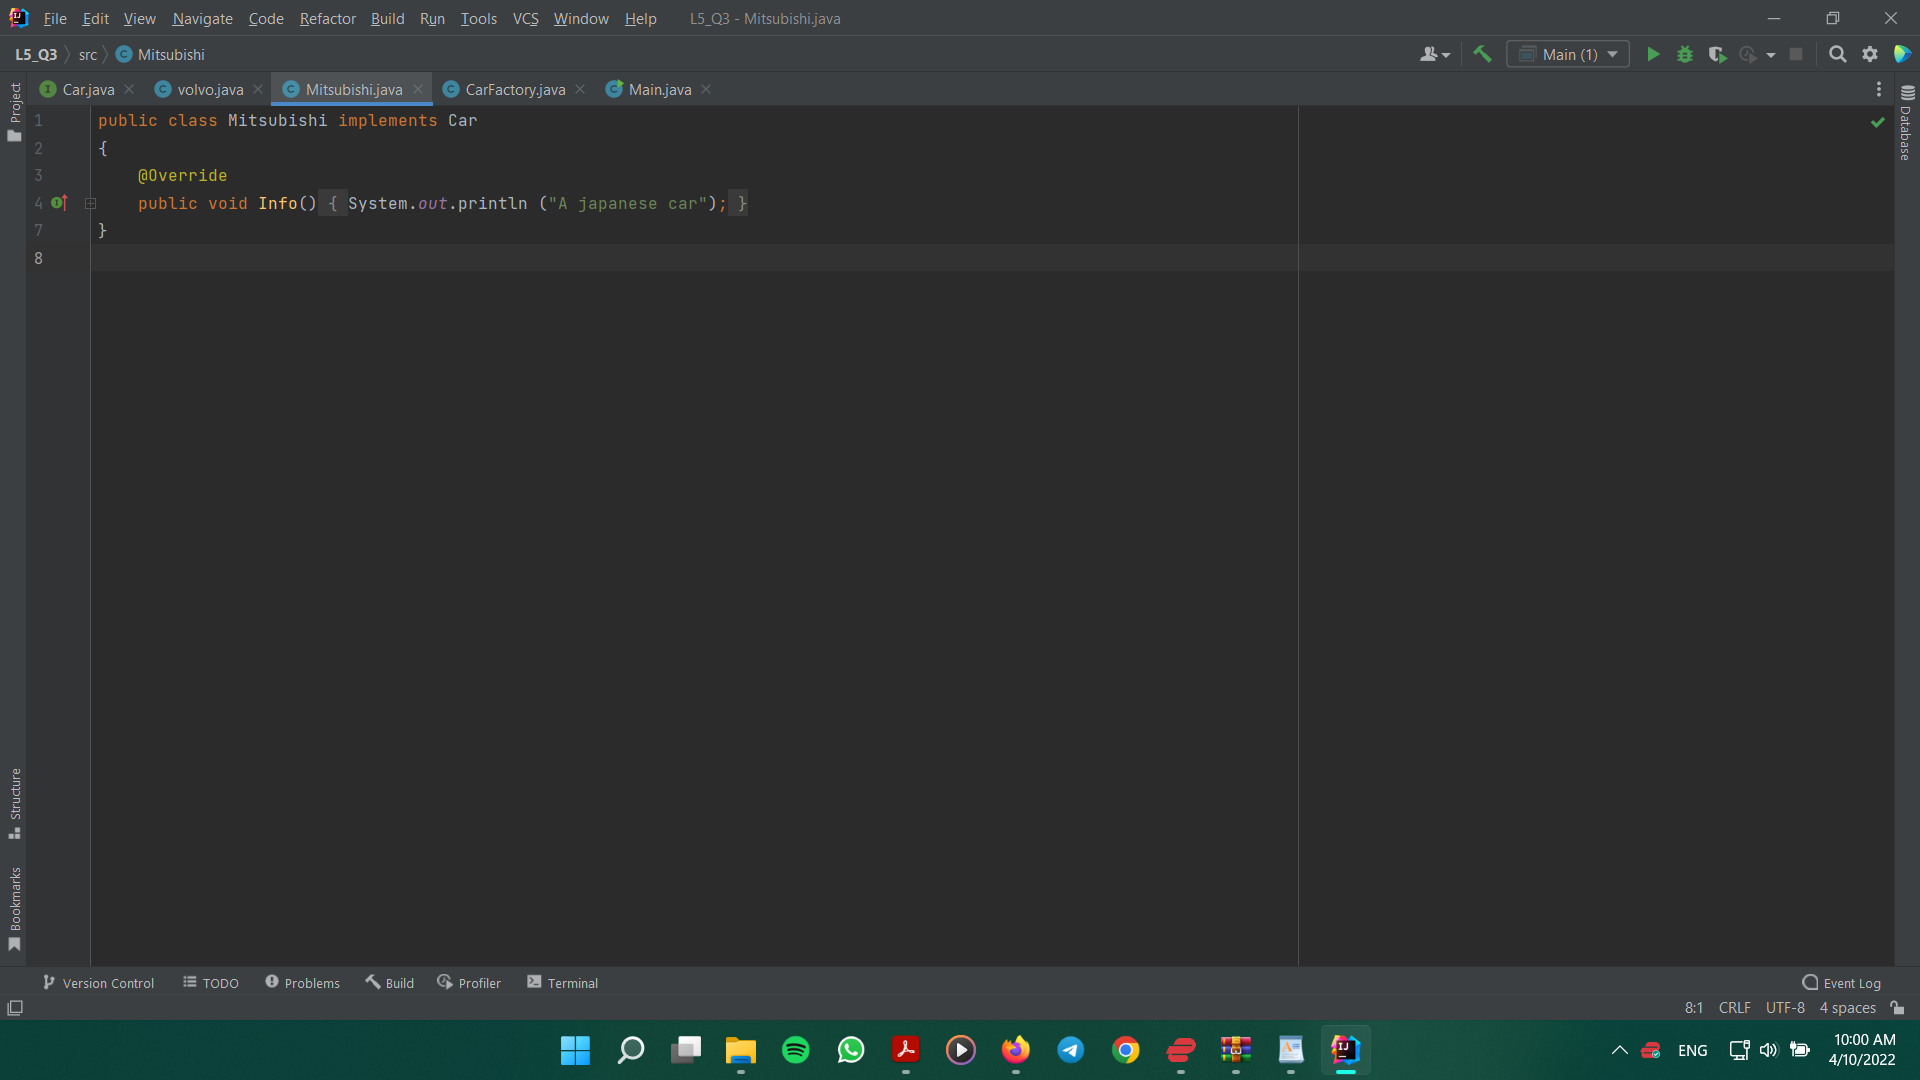 File Edit View Navigate Code Refactor Build Run Tools VCS Window Help L5_Q3 - Mitsubishi.java
L5_Q3 src Mitsubishi Main (1)
Car.java volvo.java Mitsubishi.java CarFactory.java Main.java
Project
Database
1 public class Mitsubishi implements Car
2 {
3 @Override
4 public void Info() { System.out.println ("A japanese car"); }
7 }
8
Structure
Bookmarks
Version Control TODO Problems Build Profiler Terminal Event Log
8:1 CRLF UTF-8 4 spaces
ENG 10:00 AM
4/10/2022